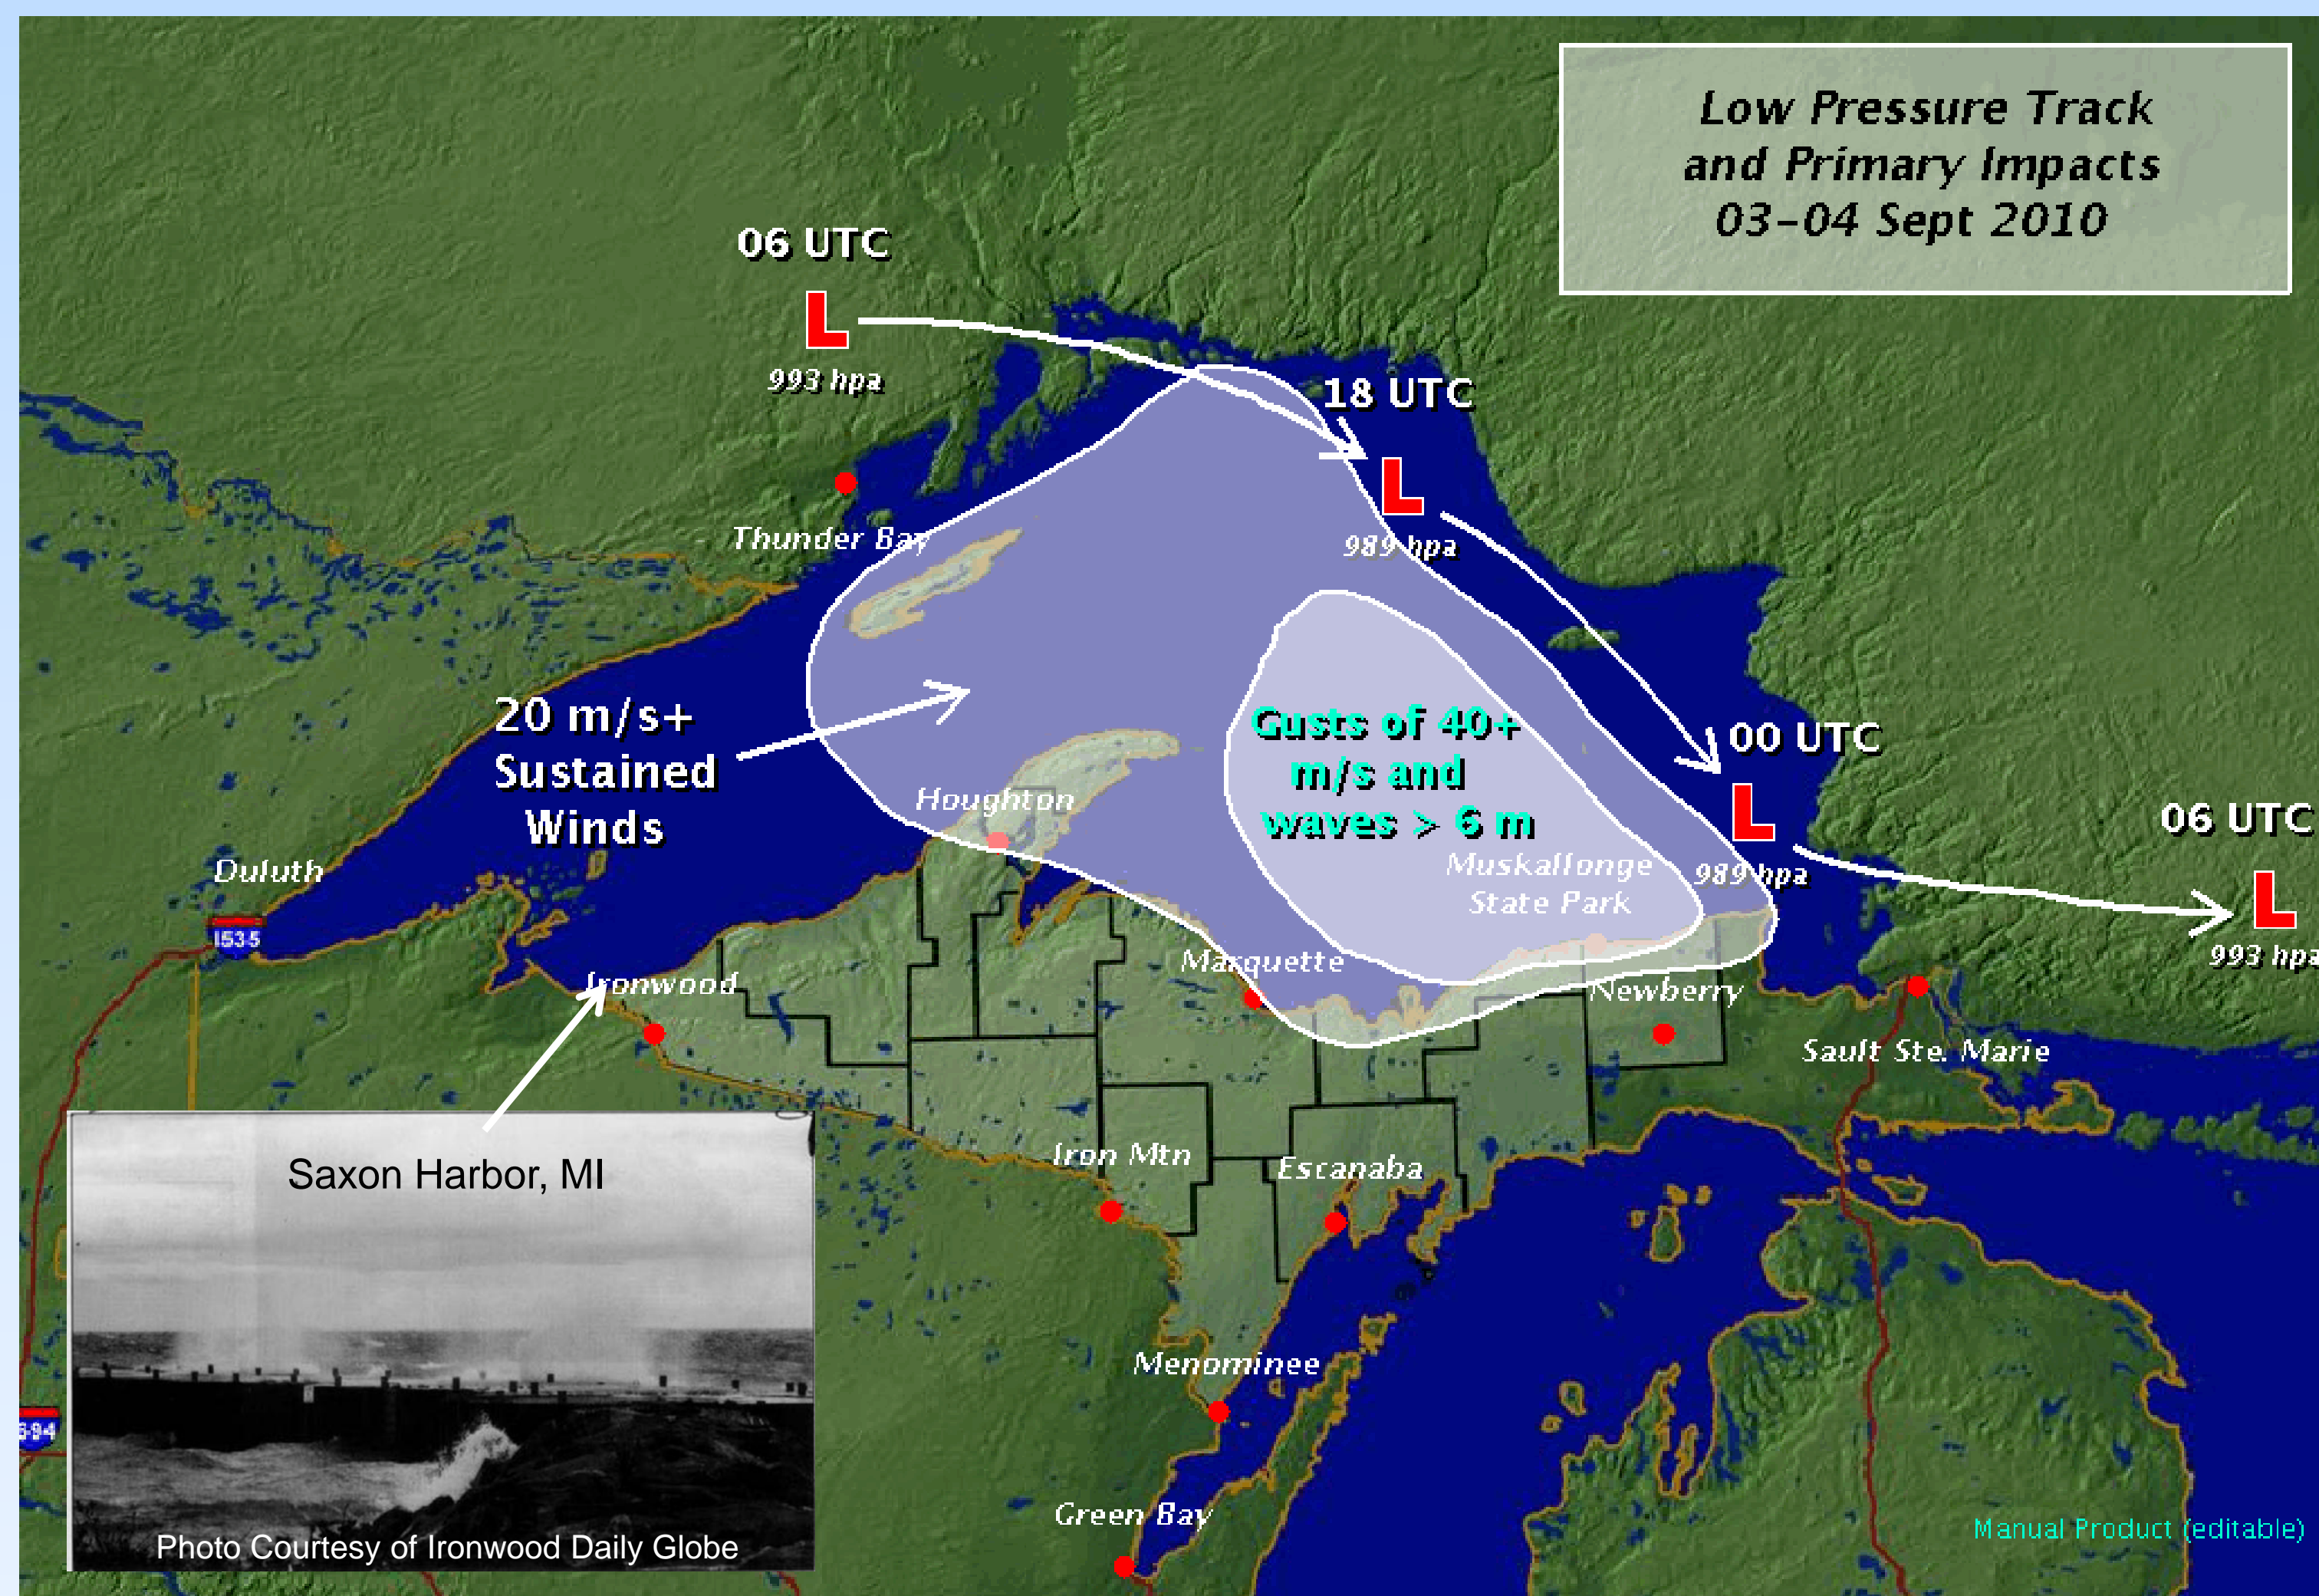 Low Pressure Track
and Primary Impacts
03-04 Sept 2010
06 UTC
L
993 hpa
18 UTC
L
989 hpa
Thunder Bay
20 m/s+
Sustained
Winds
Gusts of 40+
m/s and
waves > 6 m
00 UTC
L
989 hpa
06 UTC
L
993 hpa
Houghton
Duluth
Muskallonge
State Park
Marquette
Ironwood
Newberry
Sault Ste. Marie
Iron Mtn
Escanaba
Menominee
Green Bay
Saxon Harbor, MI
Photo Courtesy of Ironwood Daily Globe
Manual Product (editable)